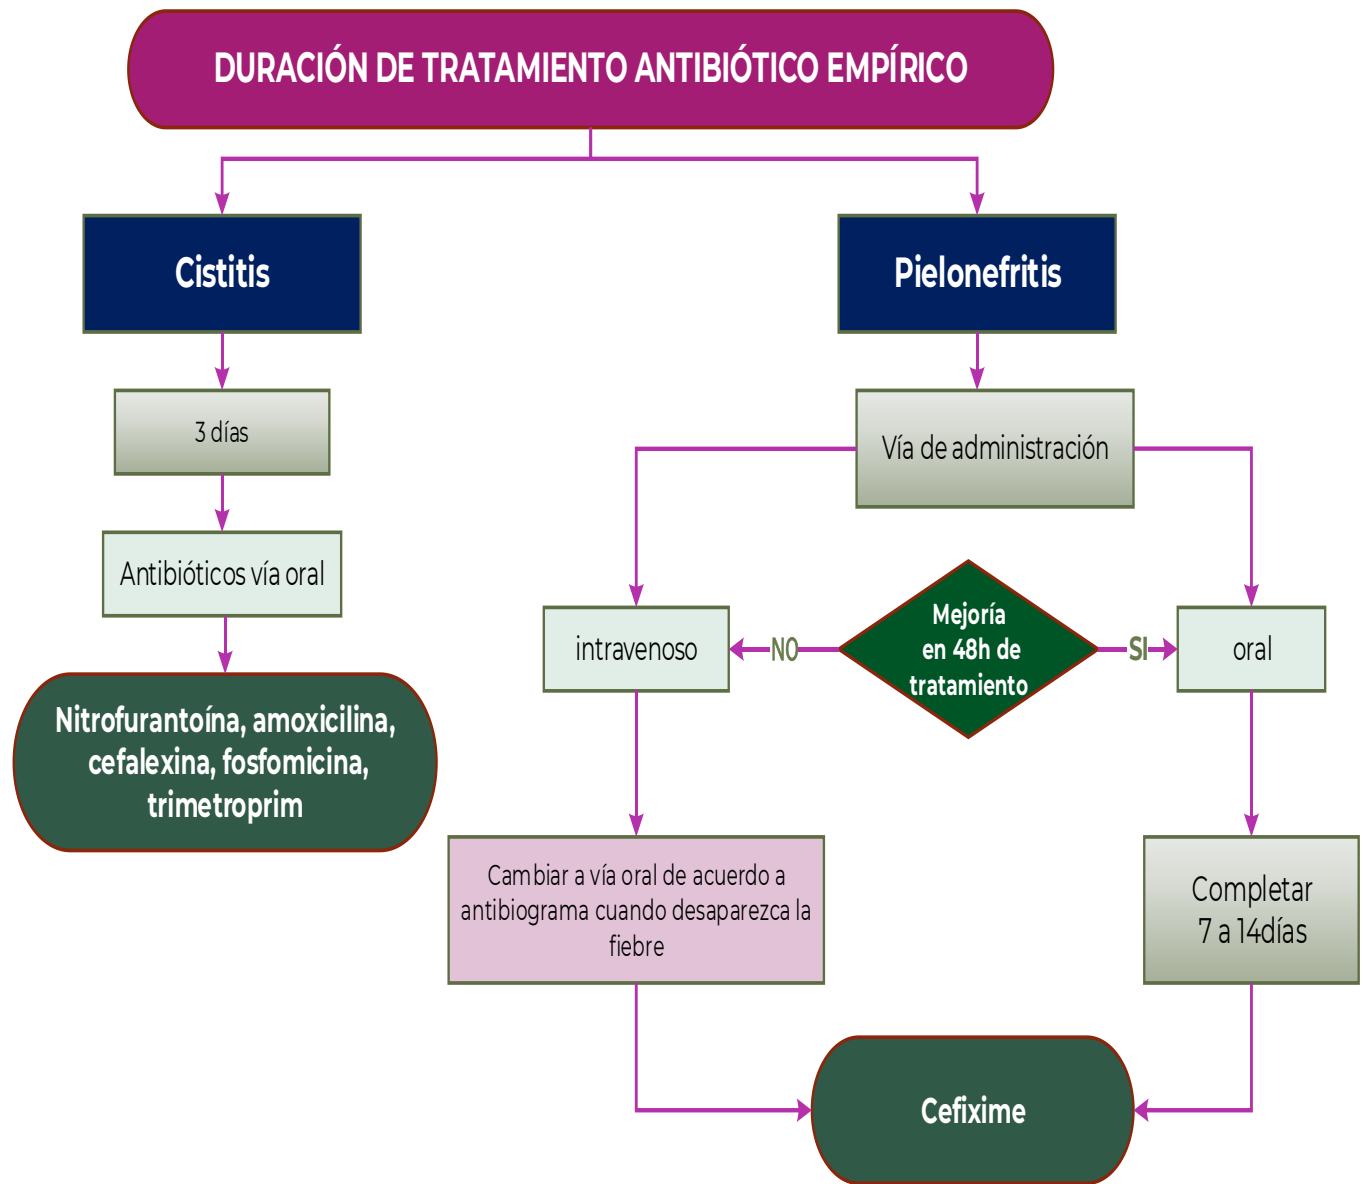 DURACIÓN DE TRATAMIENTO ANTIBIÓTICO EMPÍRICO
Cistitis
3 días
Antibióticos vía oral
Nitrofurantoína, amoxicilina,
cefalexina, fosfomicina,
trimetroprim
Pielonefritis
Vía de administración
intravenoso
NO
Mejoría
en 48h de
tratamiento
SI
oral
Cambiar a vía oral de acuerdo a
antibiograma cuando desaparezca la
fiebre
Completar
7 a 14días
Cefixime